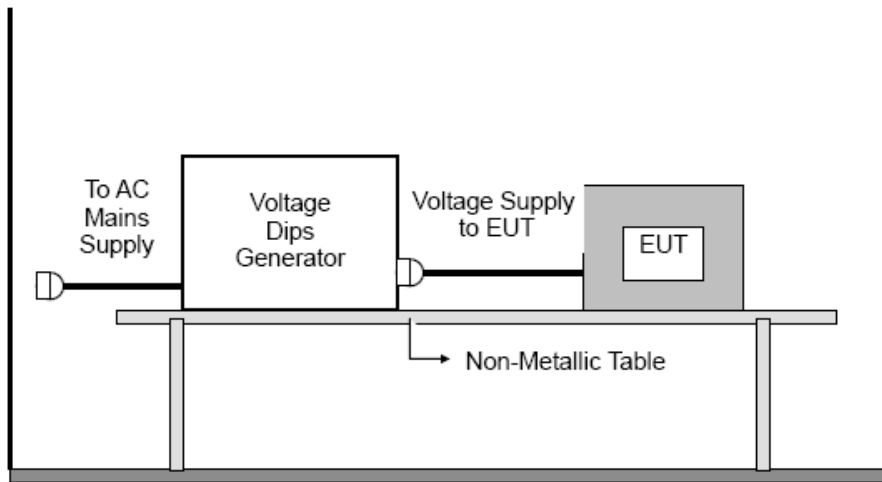 To AC
Mains
Supply
Voltage
Dips
Generator
Voltage Supply
to EUT
EUT
Non-Metallic Table